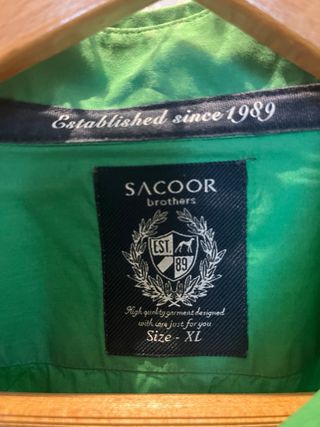 Established since 1989
SACOOR
brothers
EST.
89
High quality garment designed
with care just for you
Size - XL